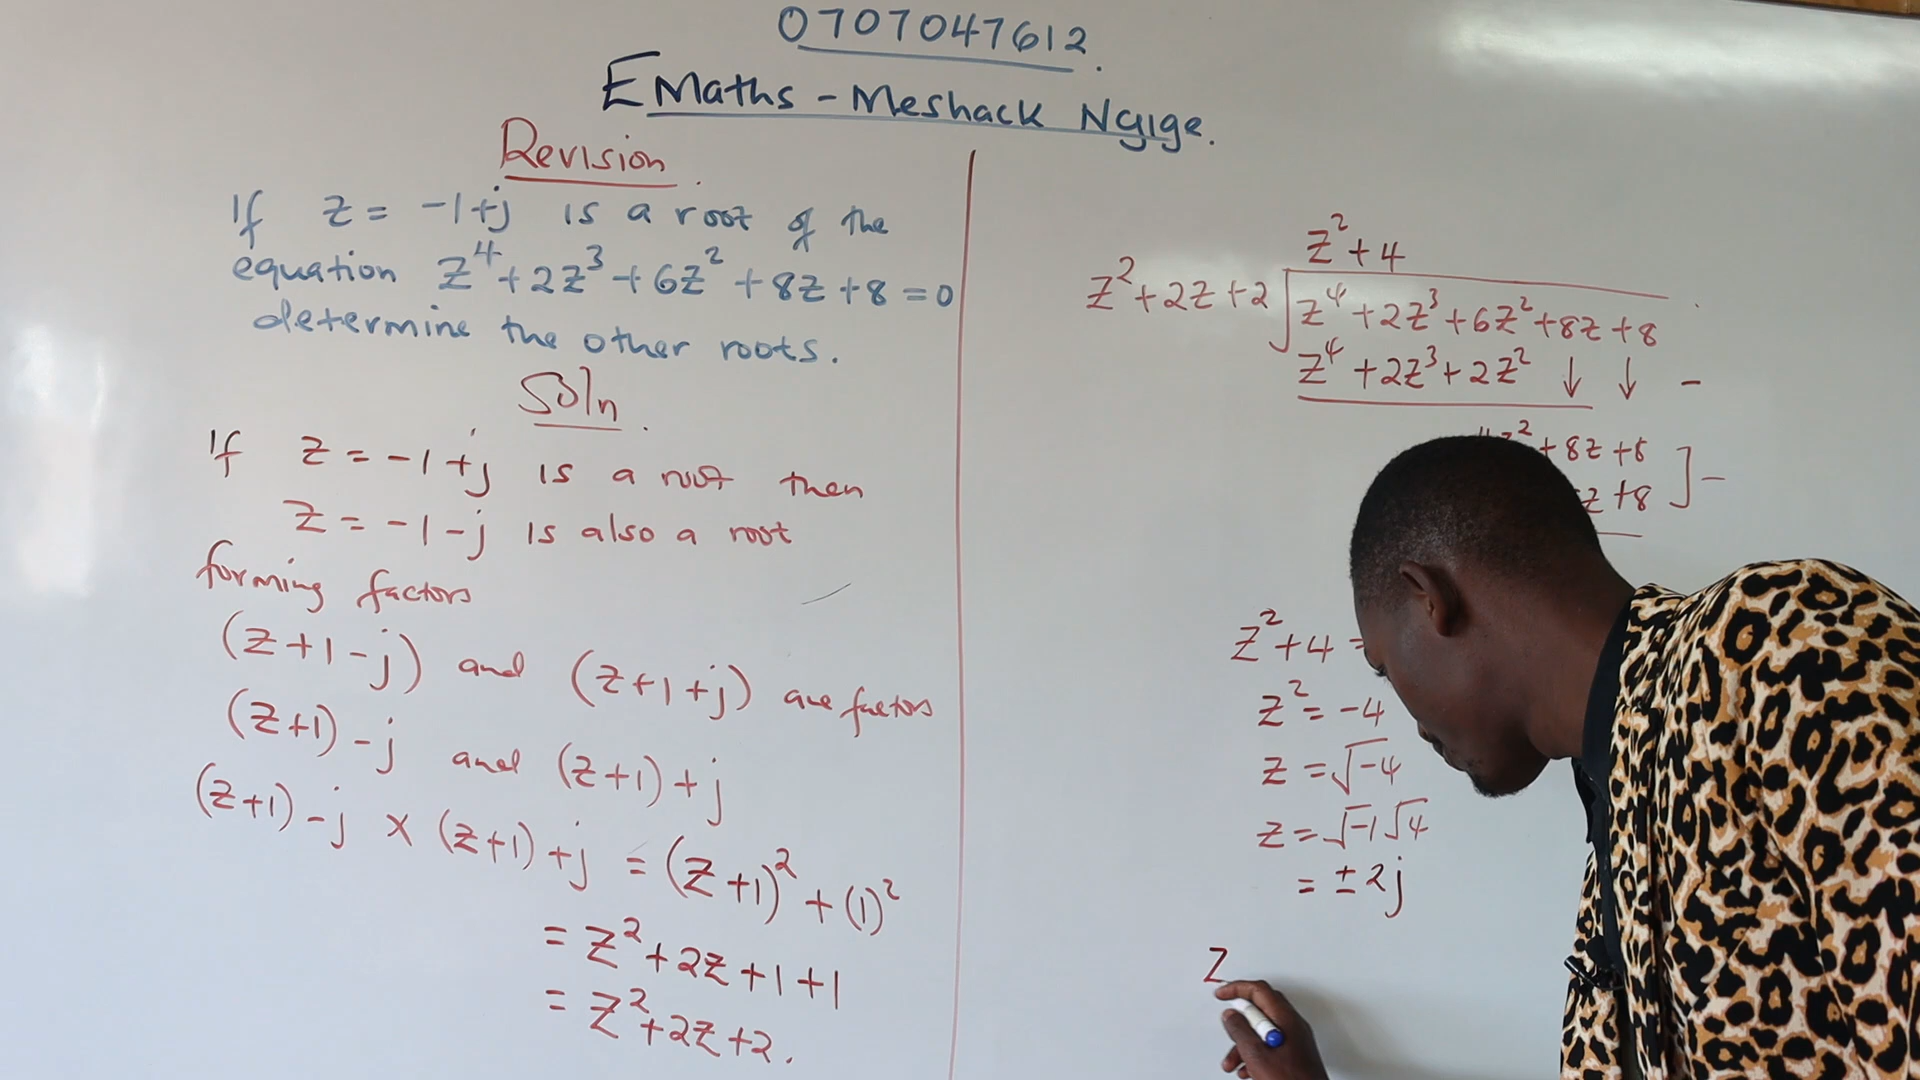 0707047612.
EMaths - Meshack Ngige.
Revision
If z = -1+j is a root of the
equation z⁴+2z³+6z²+8z+8=0
determine the other roots.
Soln
If z = -1+j is a root then
z = -1-j is also a root
forming factors
(z+1-j) and (z+1+j) are factors
(z+1)-j and (z+1)+j
(z+1)-j × (z+1)+j = (z+1)²+(1)²
= z²+2z+1+1
= z²+2z+2.
z²+4
z²+2z+2 √z⁴+2z³+6z²+8z+8
z⁴+2z³+2z² ↓ ↓ -
z²+8z+8 ] -
z+8
z²+4 =
z²=-4
z=√-4
z=√-1√4
= ±2j
z